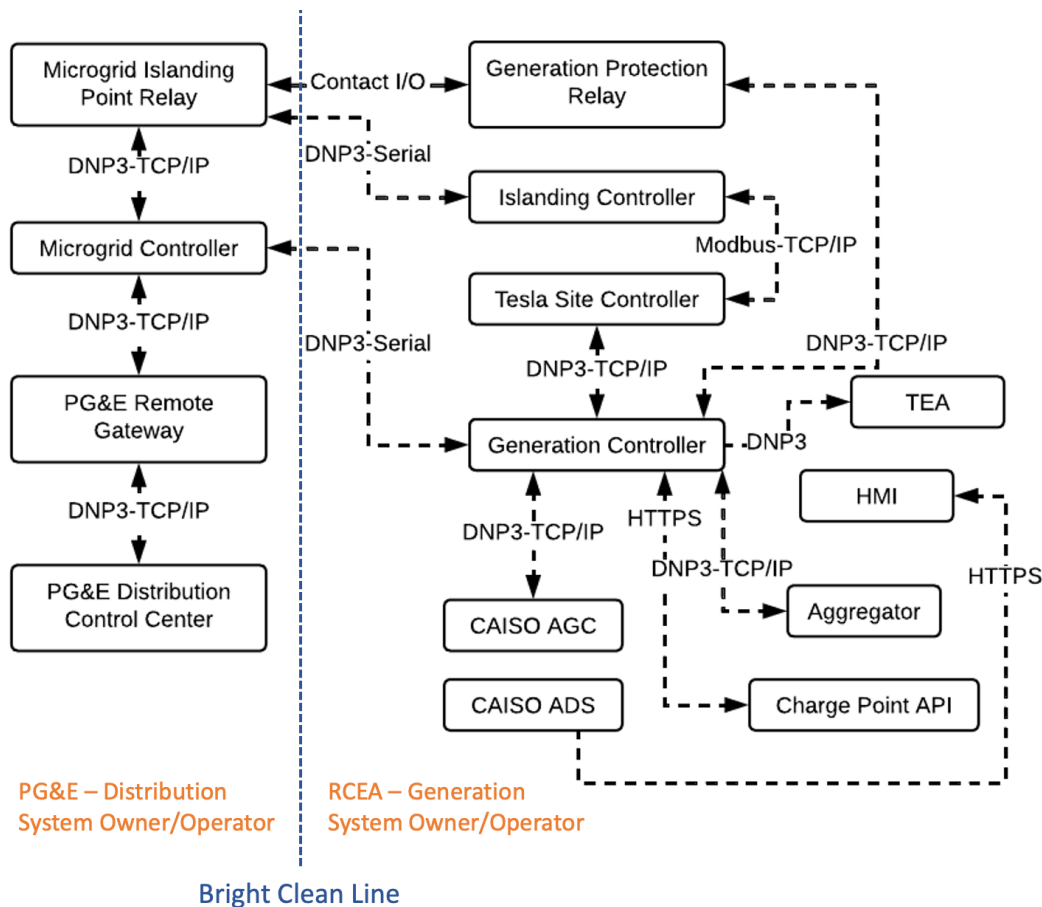 Microgrid Islanding
Point Relay
Contact I/O
Generation Protection
Relay
DNP3-TCP/IP
DNP3-Serial
Islanding Controller
Microgrid Controller
Modbus-TCP/IP
Tesla Site Controller
DNP3-TCP/IP
DNP3-Serial
DNP3-TCP/IP
DNP3-TCP/IP
PG&E Remote
Gateway
TEA
Generation Controller
DNP3
HMI
DNP3-TCP/IP
DNP3-TCP/IP
HTTPS
DNP3-TCP/IP
HTTPS
PG&E Distribution
Control Center
CAISO AGC
Aggregator
CAISO ADS
Charge Point API
PG&E – Distribution
System Owner/Operator
RCEA – Generation
System Owner/Operator
Bright Clean Line